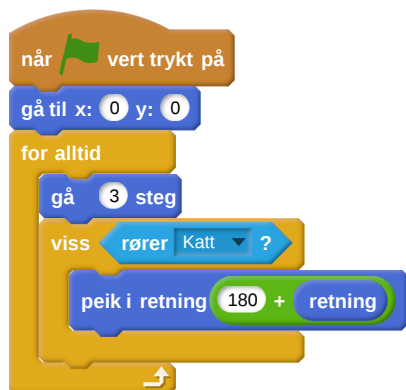 når vert trykt på
gå til x: 0 y: 0
for alltid
gå 3 steg
viss rører Katt ?
peik i retning 180 + retning